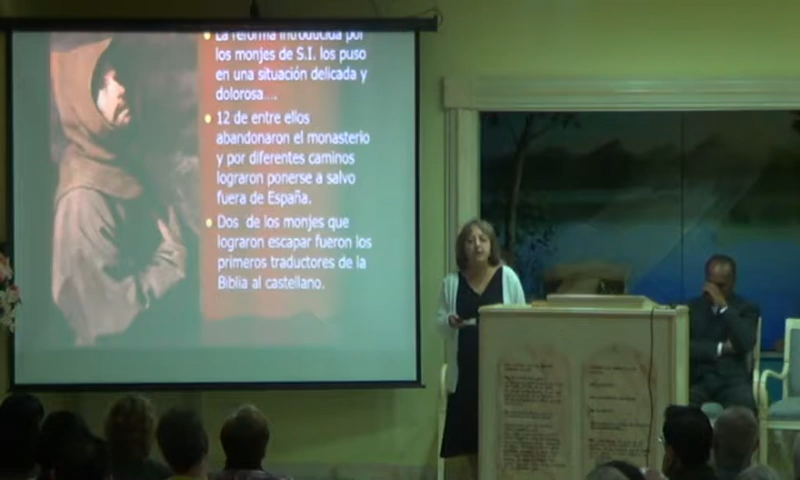 La reforma introducida por
los monjes de S.I. los puso
en una situación delicada y
dolorosa....
12 de entre ellos
abandonaron el monasterio
y por diferentes caminos
lograron ponerse a salvo
fuera de España.
Dos de los monjes que
lograron escapar fueron los
primeros traductores de la
Biblia al castellano.